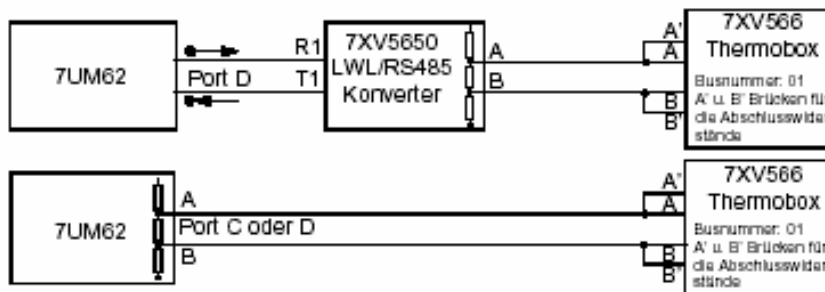 7UM62
Port D
R1
T1
7XV5650
LWL/RS485
Konverter
A
B
A'
A
B
B'
7XV566
Thermobox
Busnummer: 01
A' u. B' Brücken für
die Abschlusswider
stände
7UM62
A
Port C oder D
B
A'
A
B
B'
7XV566
Thermobox
Busnummer: 01
A' u. B' Brücken für
die Abschlusswider
stände